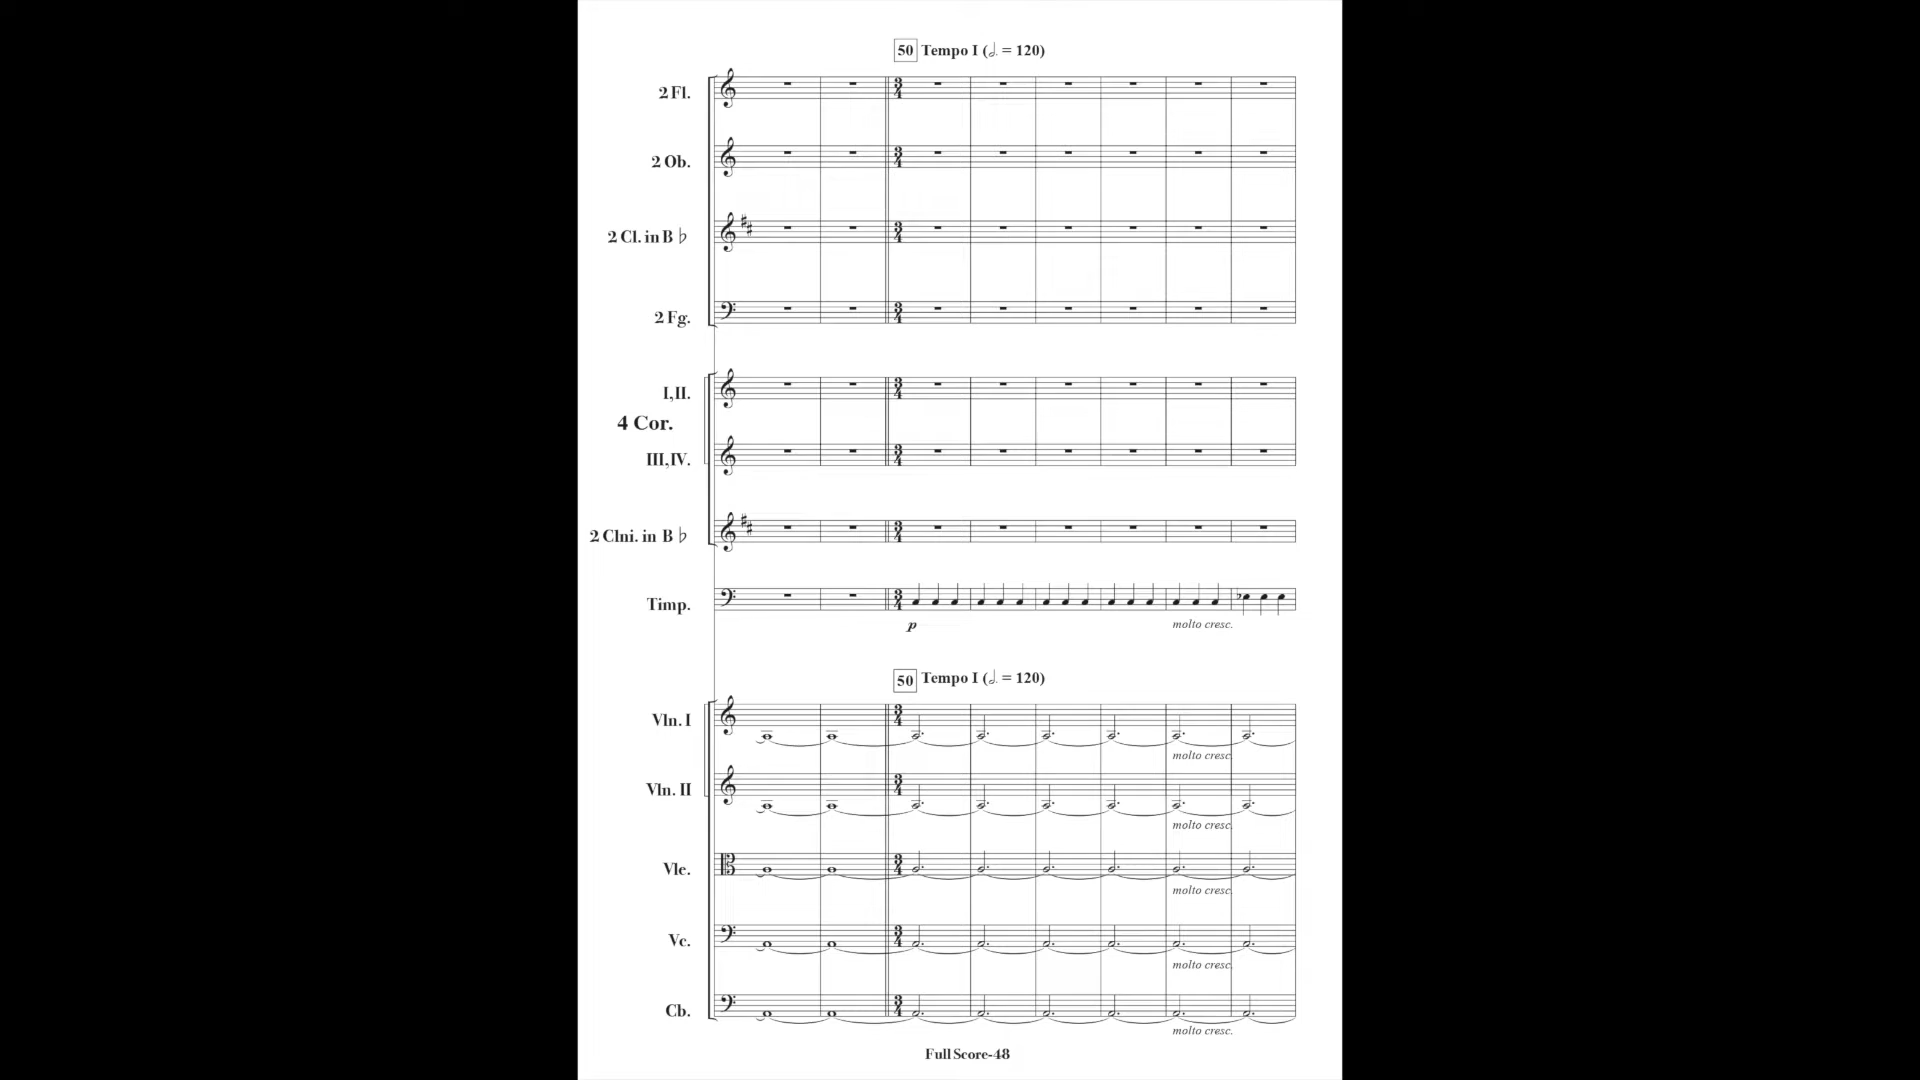 50 Tempo I (𝅗𝅥. = 120)
2 Fl.
2 Ob.
2 Cl. in B♭
2 Fg.
I,II.
4 Cor.
III,IV.
2 Clni. in B♭
Timp.
p
molto cresc.
50 Tempo I (𝅗𝅥. = 120)
Vln. I
molto cresc.
Vln. II
molto cresc.
Vle.
molto cresc.
Vc.
molto cresc.
Cb.
molto cresc.
Full Score-48